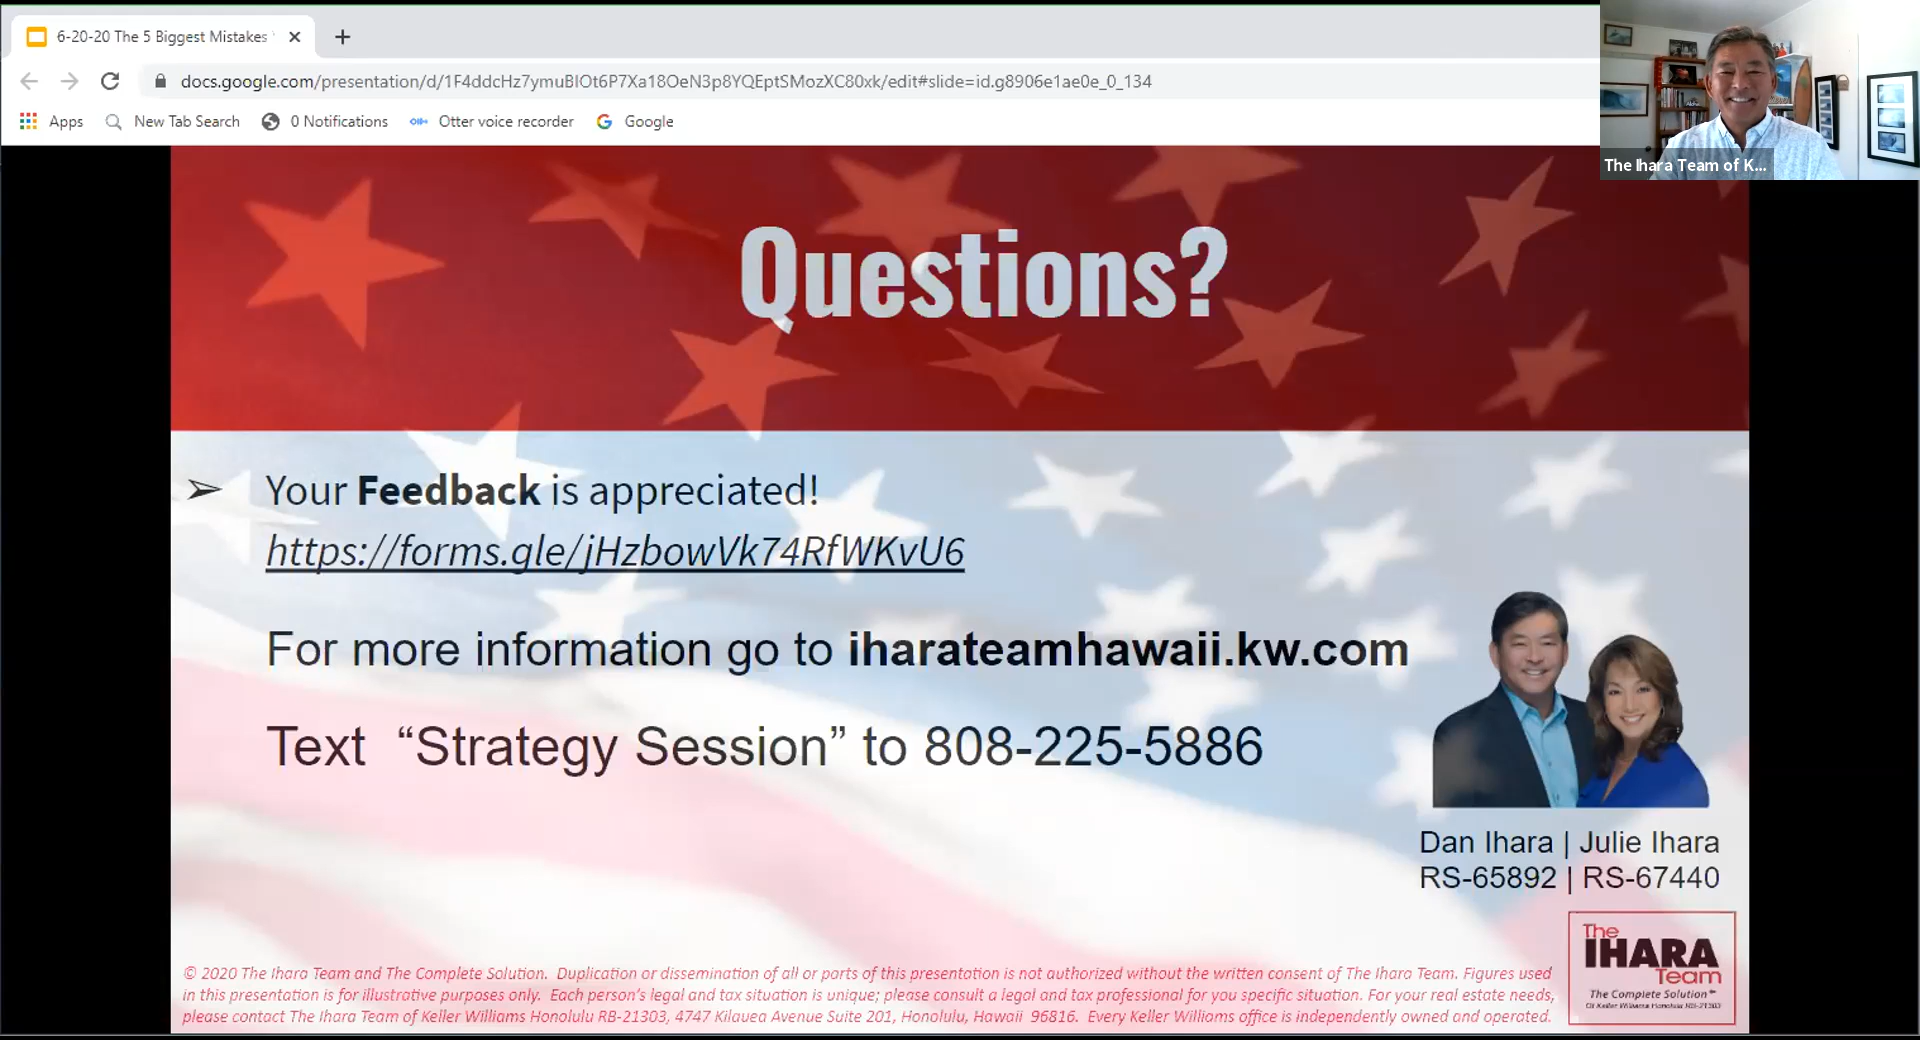 6-20-20 The 5 Biggest Mistakes
docs.google.com/presentation/d/1F4ddcHz7ymuBIOt6P7Xa18OeN3p8YQEptSMozXC80xk/edit#slide=id.g8906e1ae0e_0_134
Apps New Tab Search 0 Notifications Otter voice recorder Google
The Ihara Team of K...
Questions?
➢ Your Feedback is appreciated!
https://forms.gle/jHzbowVk74RfWKvU6
For more information go to iharateamhawaii.kw.com
Text “Strategy Session” to 808-225-5886
Dan Ihara | Julie Ihara
RS-65892 | RS-67440
The
IHARA
Team
The Complete Solution℠
Of Keller Williams Honolulu RB-21303
© 2020 The Ihara Team and The Complete Solution. Duplication or dissemination of all or parts of this presentation is not authorized without the written consent of The Ihara Team. Figures used
in this presentation is for illustrative purposes only. Each person's legal and tax situation is unique; please consult a legal and tax professional for you specific situation. For your real estate needs,
please contact The Ihara Team of Keller Williams Honolulu RB-21303, 4747 Kilauea Avenue Suite 201, Honolulu, Hawaii 96816. Every Keller Williams office is independently owned and operated.